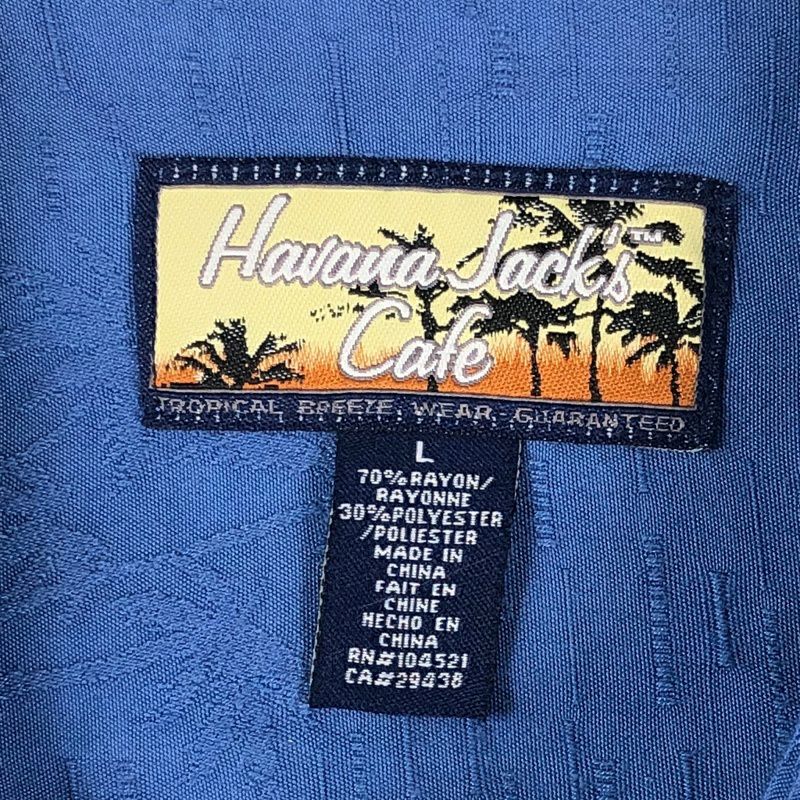 Havana Jack's™
Cafe
TROPICAL BREEZE WEAR GUARANTEED
L
70%RAYON/
RAYONNE
30%POLYESTER
/POLIESTER
MADE IN
CHINA
FAIT EN
CHINE
HECHO EN
CHINA
RN#104521
CA#29438